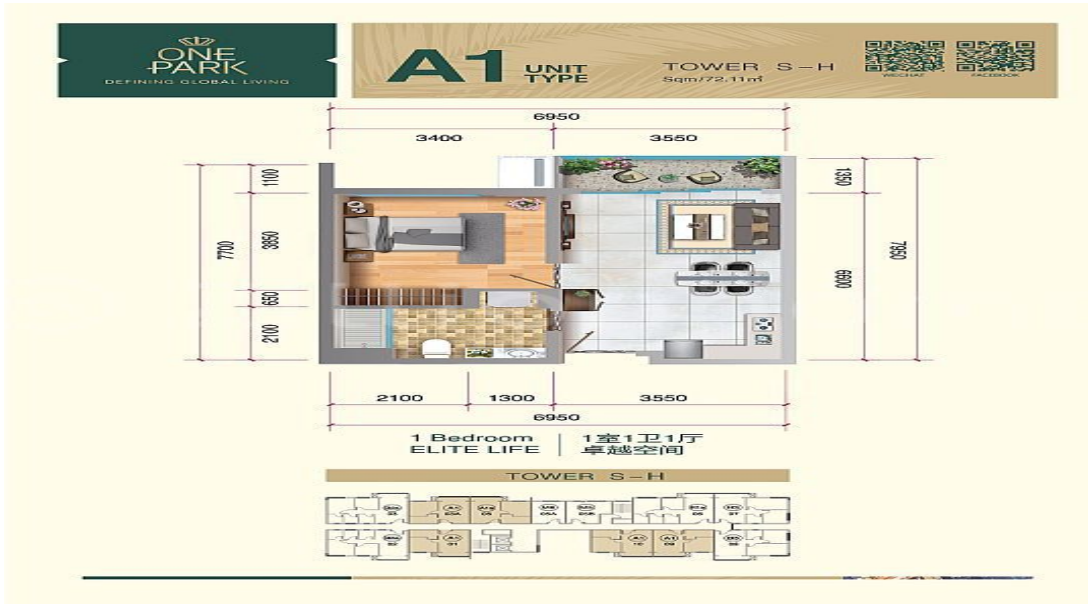 ONE
PARK
DEFINING GLOBAL LIVING
A1 UNIT
TYPE
TOWER S-H
Sqm/72.11㎡
WECHAT
FACEBOOK
6950
3400
3550
1100
3850
7700
650
2100
1350
6600
7950
2100
1300
3550
6950
1 Bedroom
ELITE LIFE
1室1卫1厅
卓越空间
TOWER S-H